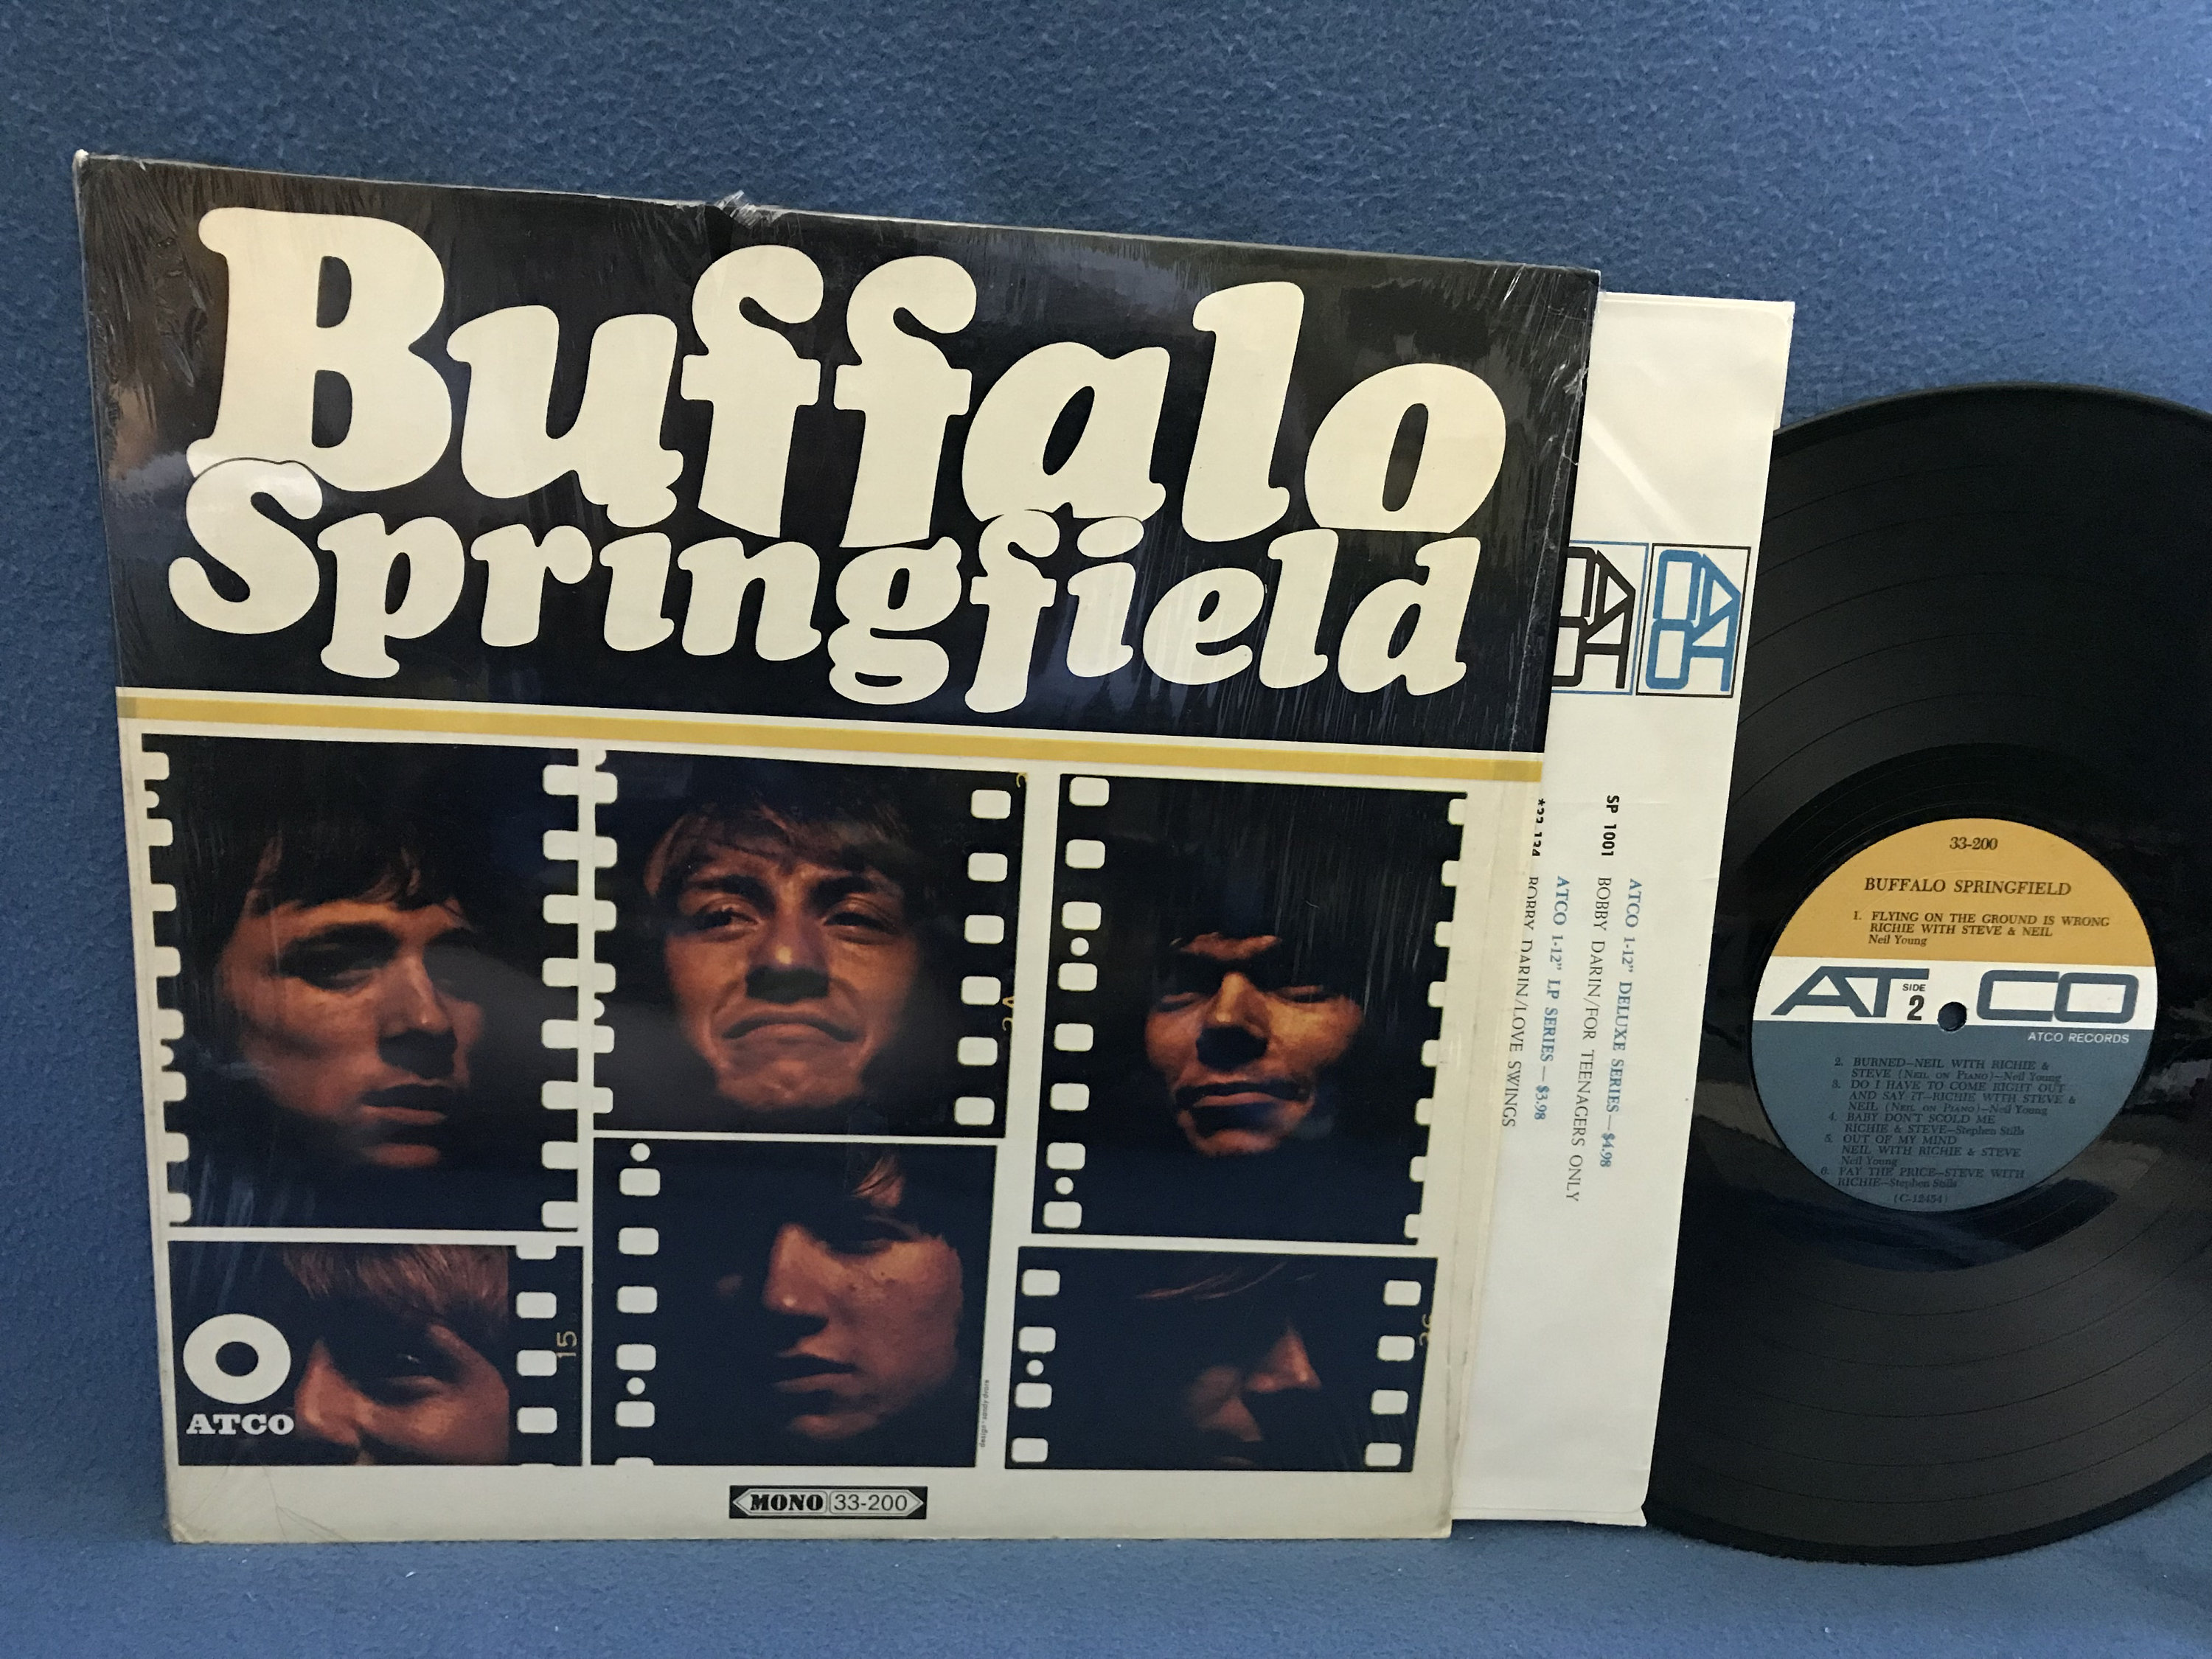 Buffalo
Springfield
15
ATCO
MONO 33-200
ATCO
SP 1001
ATCO 1-12" DELUXE SERIES—$4.98
BOBBY DARIN/FOR TEENAGERS ONLY
ATCO 1-12" LP SERIES—$3.98
BOBBY DARIN/LOVE SWINGS
33-200
BUFFALO SPRINGFIELD
1. FLYING ON THE GROUND IS WRONG
RICHIE WITH STEVE & NEIL
Neil Young
ATCO
SIDE
2
ATCO RECORDS
2. BURNED—NEIL WITH RICHIE &
STEVE (NEIL ON PIANO)—Neil Young
3. DO I HAVE TO COME RIGHT OUT
AND SAY IT—RICHIE WITH STEVE &
NEIL (NEIL ON PIANO)—Neil Young
4. BABY DON'T SCOLD ME
RICHIE & STEVE—Stephen Stills
5. OUT OF MY MIND
NEIL WITH RICHIE & STEVE
Neil Young
6. PAY THE PRICE—STEVE WITH
RICHIE—Stephen Stills
(C-12454)